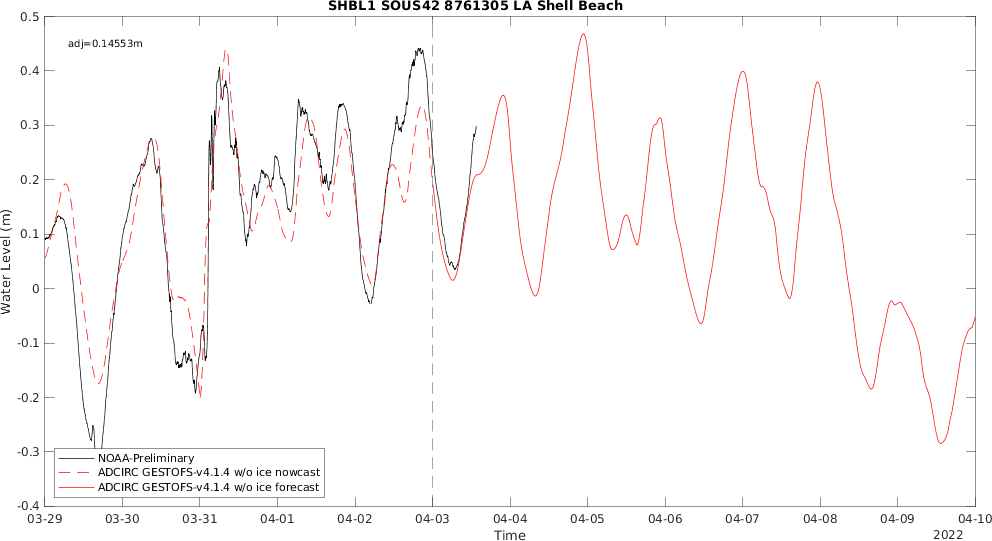 SHBL1 SOUS42 8761305 LA Shell Beach
adj=0.14553m
Water Level (m)
0.5
0.4
0.3
0.2
0.1
0
-0.1
-0.2
-0.3
-0.4
NOAA-Preliminary
ADCIRC GESTOFS-v4.1.4 w/o ice nowcast
ADCIRC GESTOFS-v4.1.4 w/o ice forecast
03-29 03-30 03-31 04-01 04-02 04-03 04-04 04-05 04-06 04-07 04-08 04-09 04-10
Time
2022